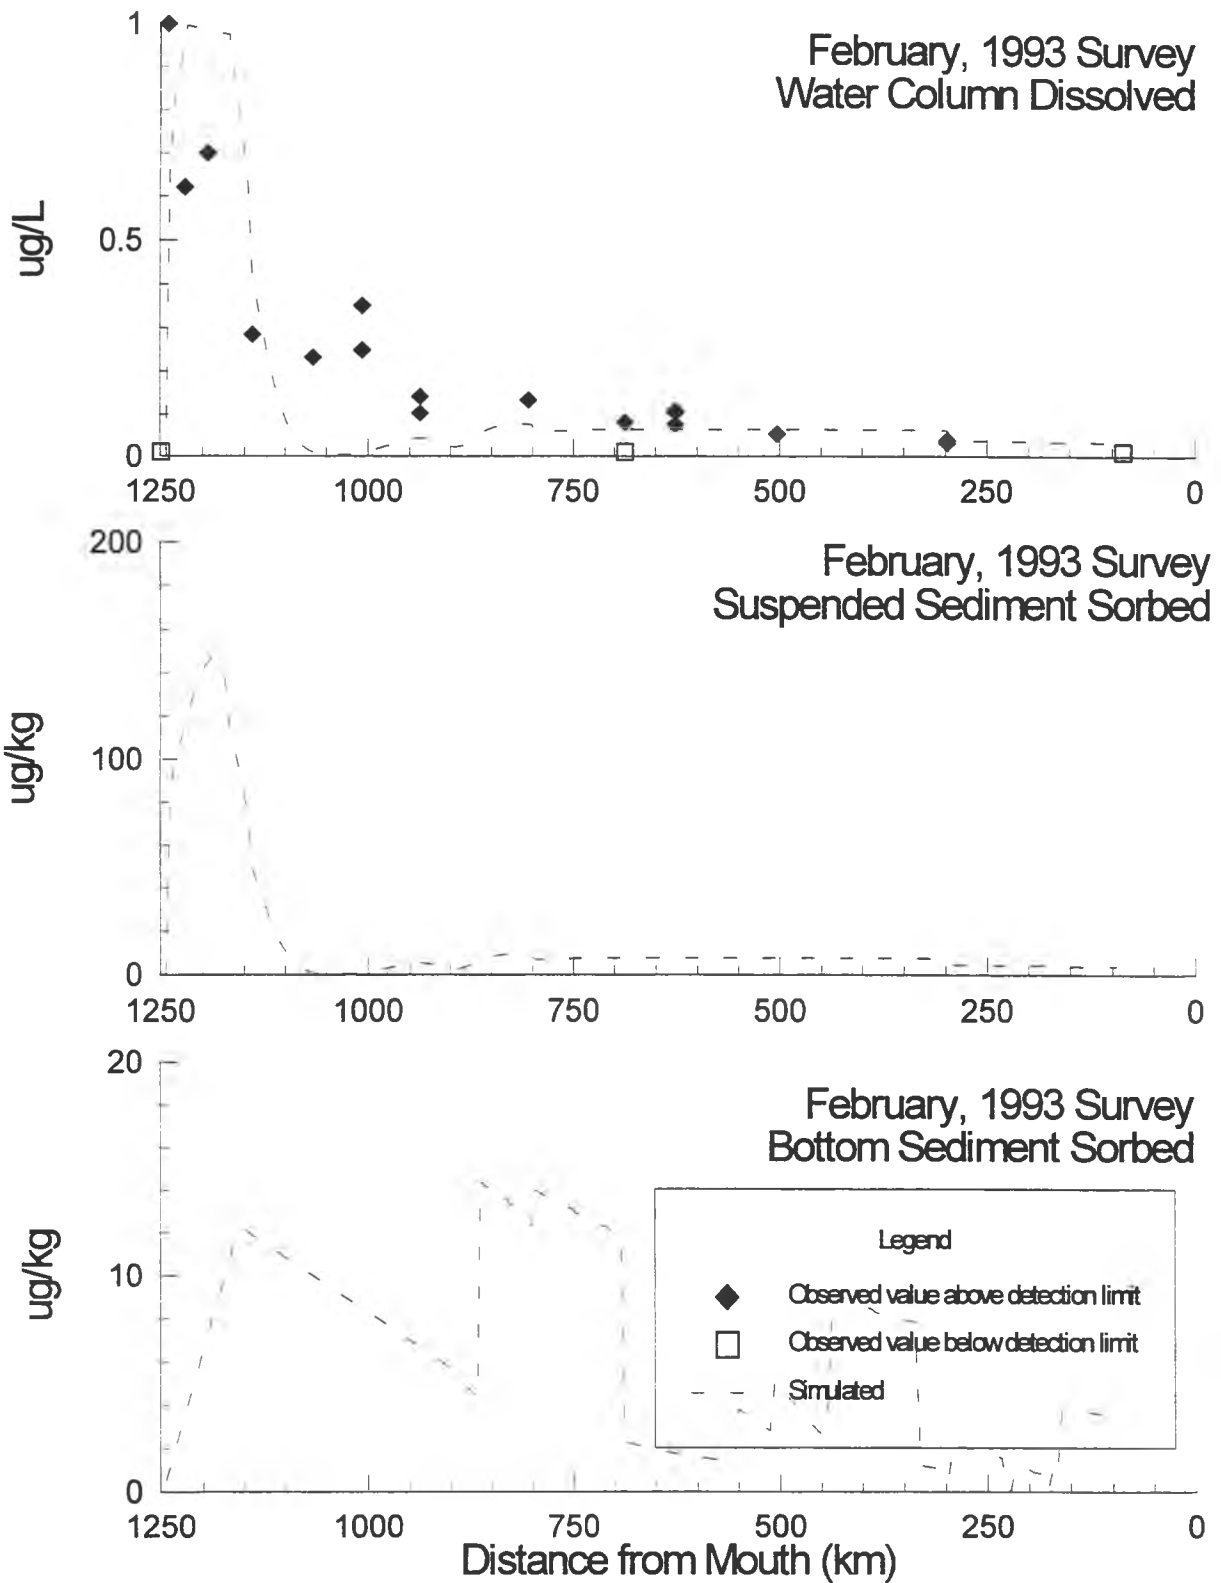 February, 1993 Survey
Water Column Dissolved
1
0.5
0
ug/L
1250 1000 750 500 250 0
February, 1993 Survey
Suspended Sediment Sorbed
200
100
0
ug/kg
1250 1000 750 500 250 0
February, 1993 Survey
Bottom Sediment Sorbed
20
10
0
ug/kg
Legend
Observed value above detection limit
Observed value below detection limit
Simulated
1250 1000 750 500 250 0
Distance from Mouth (km)